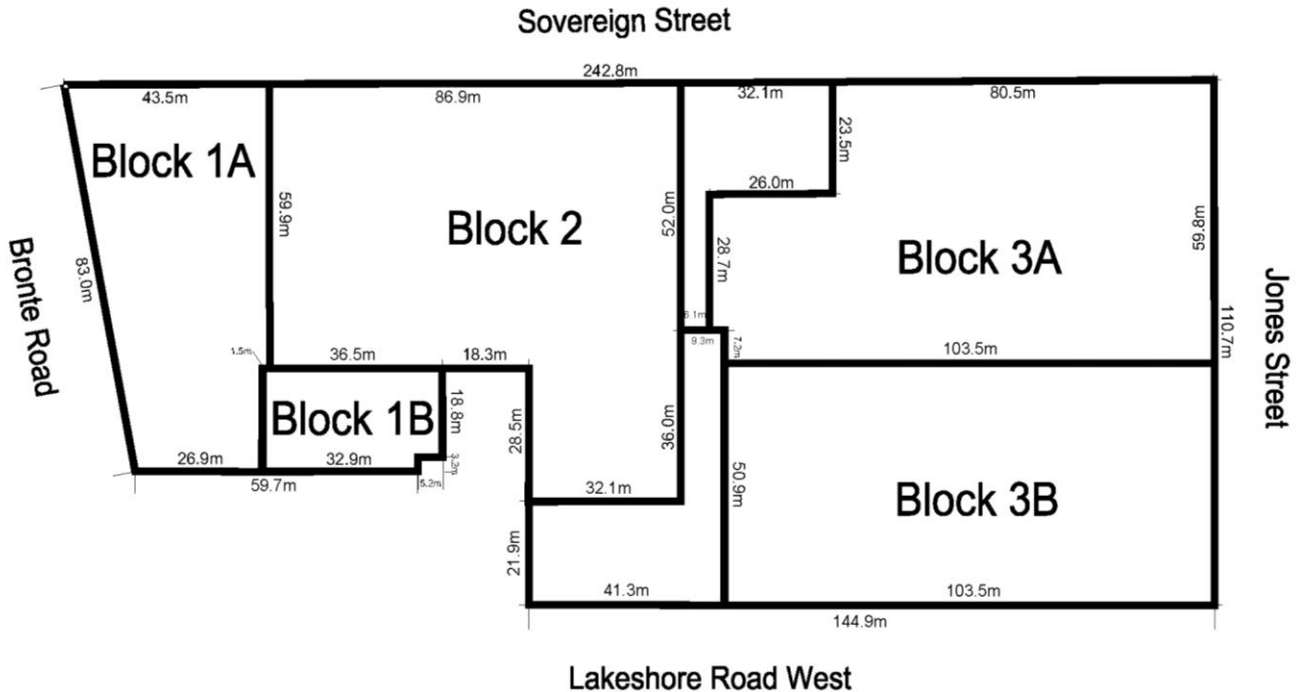 Sovereign Street
242.8m
43.5m
86.9m
32.1m
80.5m
23.5m
Block 1A
26.0m
59.9m
52.0m
59.8m
Block 2
28.7m
Block 3A
Bronte Road
83.0m
6.1m
9.3m
7.2m
110.7m
Jones Street
1.5m
36.5m
18.3m
103.5m
Block 1B
18.8m
28.5m
36.0m
26.9m
32.9m
3.2m
59.7m
5.2m
32.1m
50.9m
Block 3B
21.9m
41.3m
103.5m
144.9m
Lakeshore Road West